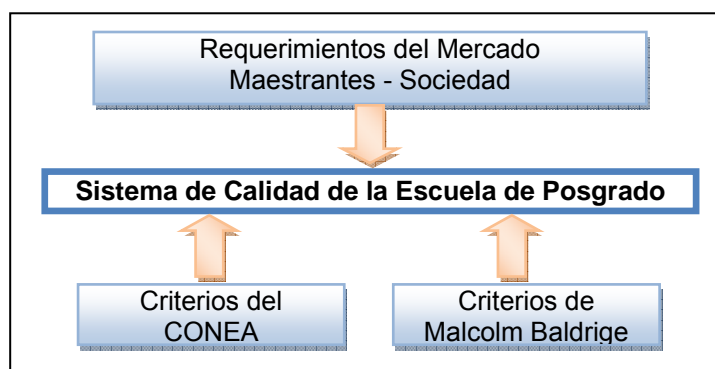 Requerimientos del Mercado
Maestrantes - Sociedad
Sistema de Calidad de la Escuela de Posgrado
Criterios del
CONEA
Criterios de
Malcolm Baldrige